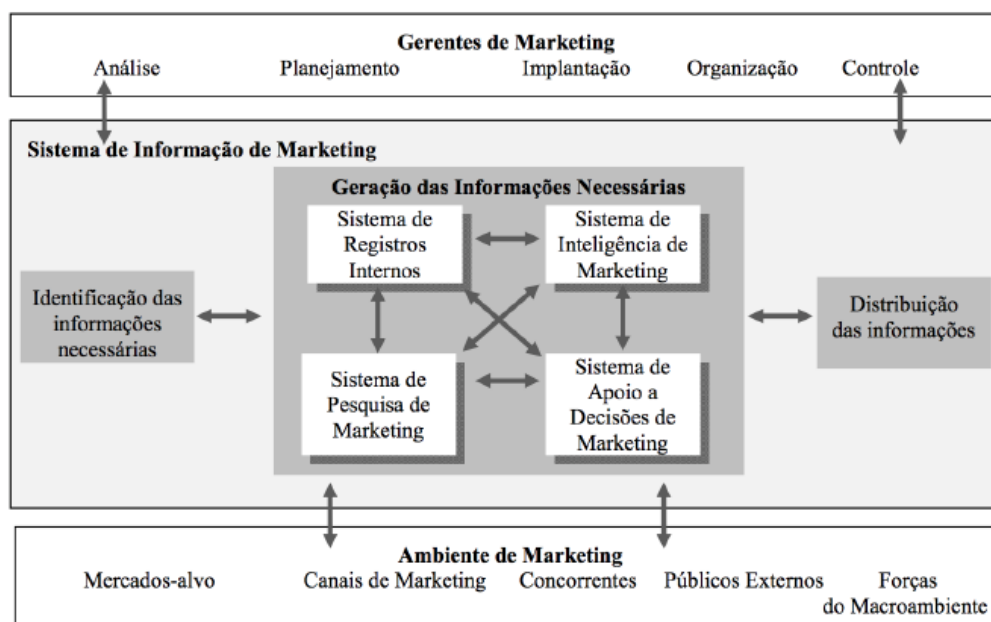 Gerentes de Marketing
Análise Planejamento Implantação Organização Controle
Sistema de Informação de Marketing
Geração das Informações Necessárias
Sistema de
Registros
Internos
Sistema de
Inteligência de
Marketing
Identificação das
informações
necessárias
Distribuição
das informações
Sistema de
Pesquisa de
Marketing
Sistema de
Apoio a
Decisões de
Marketing
Ambiente de Marketing
Mercados-alvo Canais de Marketing Concorrentes Públicos Externos Forças
do Macroambiente